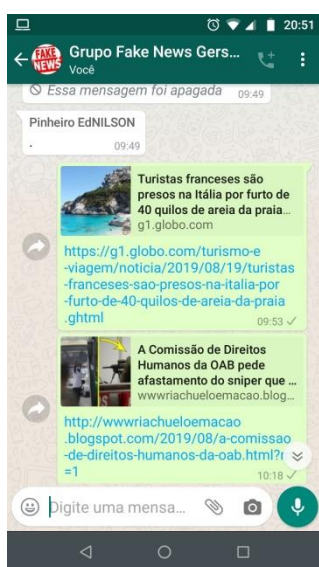 20:51
FAKE
NEWS
Grupo Fake News Gers...
Você
Essa mensagem foi apagada 09:49
Pinheiro EdNILSON
. 09:49
Turistas franceses são
presos na Itália por furto de
40 quilos de areia da praia...
g1.globo.com
https://g1.globo.com/turismo-e
-viagem/noticia/2019/08/19/turistas
-franceses-sao-presos-na-italia-por
-furto-de-40-quilos-de-areia-da-praia
.ghtml
09:53
A Comissão de Direitos
Humanos da OAB pede
afastamento do sniper que ...
wwwriachueloemacao.blog...
http://wwwriachueloemacao
.blogspot.com/2019/08/a-comissao
-de-direitos-humanos-da-oab.html?r
=1
10:18
Digite uma mensa...